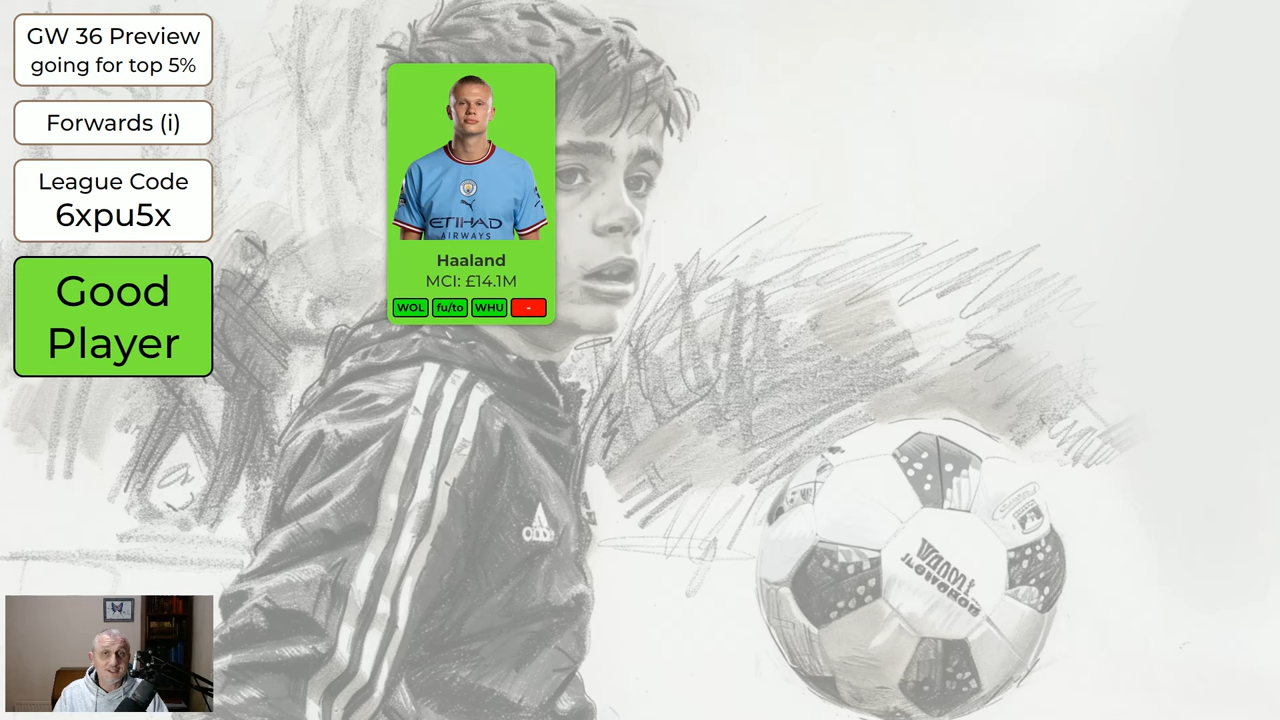 GW 36 Preview
going for top 5%
Forwards (i)
League Code
6xpu5x
Good
Player
ETIHAD
AIRWAYS
Haaland
MCI: £14.1M
WOL fu/to WHU -